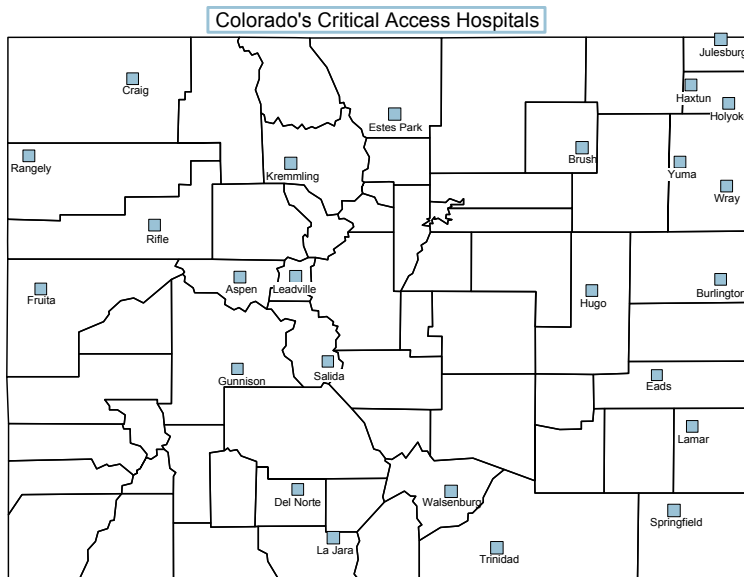 Colorado's Critical Access Hospitals
Julesburg
Craig
Haxtun
Holyok
Estes Park
Brush
Rangely
Kremmling
Yuma
Wray
Rifle
Aspen
Leadville
Fruita
Hugo
Burlington
Gunnison
Salida
Eads
Lamar
Del Norte
Walsenburg
Springfield
La Jara
Trinidad